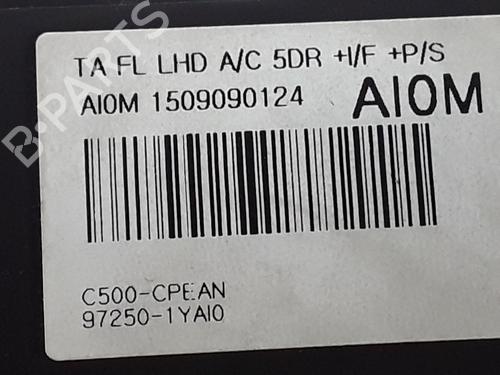 TA FL LHD A/C 5DR +I/F +P/S
AI0M 1509090124
AI0M
C500-CPEAN
97250-1YAI0
B-PARTS